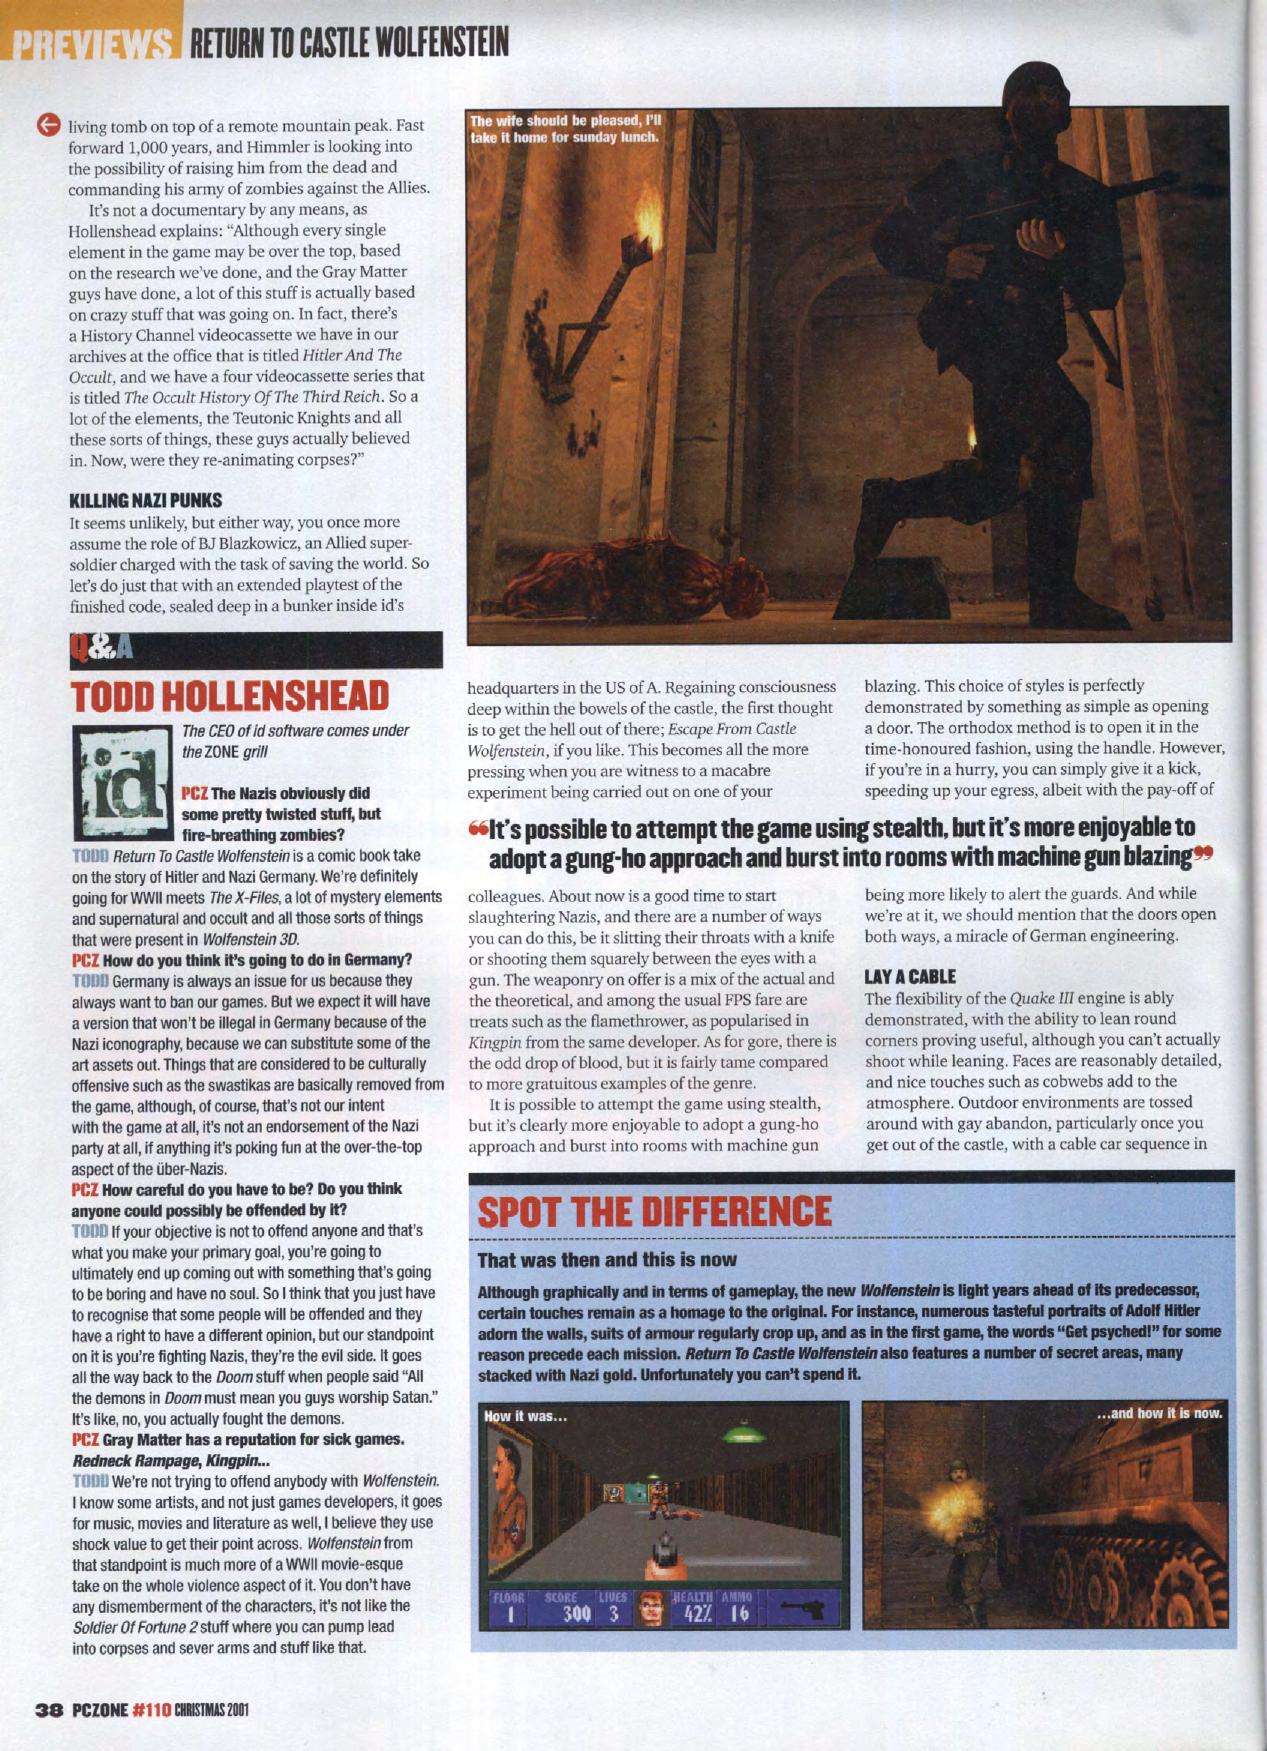 PREVIEWS RETURN TO CASTLE WOLFENSTEIN
living tomb on top of a remote mountain peak. Fast
forward 1,000 years, and Himmler is looking into
the possibility of raising him from the dead and
commanding his army of zombies against the Allies.
It's not a documentary by any means, as
Hollenshead explains: “Although every single
element in the game may be over the top, based
on the research we've done, and the Gray Matter
guys have done, a lot of this stuff is actually based
on crazy stuff that was going on. In fact, there's
a History Channel videocassette we have in our
archives at the office that is titled Hitler And The
Occult, and we have a four videocassette series that
is titled The Occult History Of The Third Reich. So a
lot of the elements, the Teutonic Knights and all
these sorts of things, these guys actually believed
in. Now, were they re-animating corpses?”
KILLING NAZI PUNKS
It seems unlikely, but either way, you once more
assume the role of BJ Blazkowicz, an Allied super-
soldier charged with the task of saving the world. So
let's do just that with an extended playtest of the
finished code, sealed deep in a bunker inside id's
The wife should be pleased, I'll
take it home for sunday lunch.
headquarters in the US of A. Regaining consciousness
deep within the bowels of the castle, the first thought
is to get the hell out of there; Escape From Castle
Wolfenstein, if you like. This becomes all the more
pressing when you are witness to a macabre
experiment being carried out on one of your
colleagues. About now is a good time to start
slaughtering Nazis, and there are a number of ways
you can do this, be it slitting their throats with a knife
or shooting them squarely between the eyes with a
gun. The weaponry on offer is a mix of the actual and
the theoretical, and among the usual FPS fare are
treats such as the flamethrower, as popularised in
Kingpin from the same developer. As for gore, there is
the odd drop of blood, but it is fairly tame compared
to more gratuitous examples of the genre.
It is possible to attempt the game using stealth,
but it's clearly more enjoyable to adopt a gung-ho
approach and burst into rooms with machine gun
blazing. This choice of styles is perfectly
demonstrated by something as simple as opening
a door. The orthodox method is to open it in the
time-honoured fashion, using the handle. However,
if you're in a hurry, you can simply give it a kick,
speeding up your egress, albeit with the pay-off of
being more likely to alert the guards. And while
we're at it, we should mention that the doors open
both ways, a miracle of German engineering.
LAY A CABLE
The flexibility of the Quake III engine is ably
demonstrated, with the ability to lean round
corners proving useful, although you can't actually
shoot while leaning. Faces are reasonably detailed,
and nice touches such as cobwebs add to the
atmosphere. Outdoor environments are tossed
around with gay abandon, particularly once you
get out of the castle, with a cable car sequence in
“It's possible to attempt the game using stealth, but it's more enjoyable to
adopt a gung-ho approach and burst into rooms with machine gun blazing”
Q&A
TODD HOLLENSHEAD
id
The CEO of id software comes under
the ZONE grill
PCZ The Nazis obviously did
some pretty twisted stuff, but
fire-breathing zombies?
TODD Return To Castle Wolfenstein is a comic book take
on the story of Hitler and Nazi Germany. We're definitely
going for WWII meets The X-Files, a lot of mystery elements
and supernatural and occult and all those sorts of things
that were present in Wolfenstein 3D.
PCZ How do you think it's going to do in Germany?
TODD Germany is always an issue for us because they
always want to ban our games. But we expect it will have
a version that won't be illegal in Germany because of the
Nazi iconography, because we can substitute some of the
art assets out. Things that are considered to be culturally
offensive such as the swastikas are basically removed from
the game, although, of course, that's not our intent
with the game at all, it's not an endorsement of the Nazi
party at all, if anything it's poking fun at the over-the-top
aspect of the über-Nazis.
PCZ How careful do you have to be? Do you think
anyone could possibly be offended by it?
TODD If your objective is not to offend anyone and that's
what you make your primary goal, you're going to
ultimately end up coming out with something that's going
to be boring and have no soul. So I think that you just have
to recognise that some people will be offended and they
have a right to have a different opinion, but our standpoint
on it is you're fighting Nazis, they're the evil side. It goes
all the way back to the Doom stuff when people said “All
the demons in Doom must mean you guys worship Satan.”
It's like, no, you actually fought the demons.
PCZ Gray Matter has a reputation for sick games.
Redneck Rampage, Kingpin...
TODD We're not trying to offend anybody with Wolfenstein.
I know some artists, and not just games developers, it goes
for music, movies and literature as well, I believe they use
shock value to get their point across. Wolfenstein from
that standpoint is much more of a WWII movie-esque
take on the whole violence aspect of it. You don't have
any dismemberment of the characters, it's not like the
Soldier Of Fortune 2 stuff where you can pump lead
into corpses and sever arms and stuff like that.
SPOT THE DIFFERENCE
That was then and this is now
Although graphically and in terms of gameplay, the new Wolfenstein is light years ahead of its predecessor,
certain touches remain as a homage to the original. For instance, numerous tasteful portraits of Adolf Hitler
adorn the walls, suits of armour regularly crop up, and as in the first game, the words “Get psyched!” for some
reason precede each mission. Return To Castle Wolfenstein also features a number of secret areas, many
stacked with Nazi gold. Unfortunately you can't spend it.
How it was...
FLOOR SCORE LIVES HEALTH AMMO
1 300 3 42% 16
...and how it is now.
38 PCZONE #110 CHRISTMAS 2001